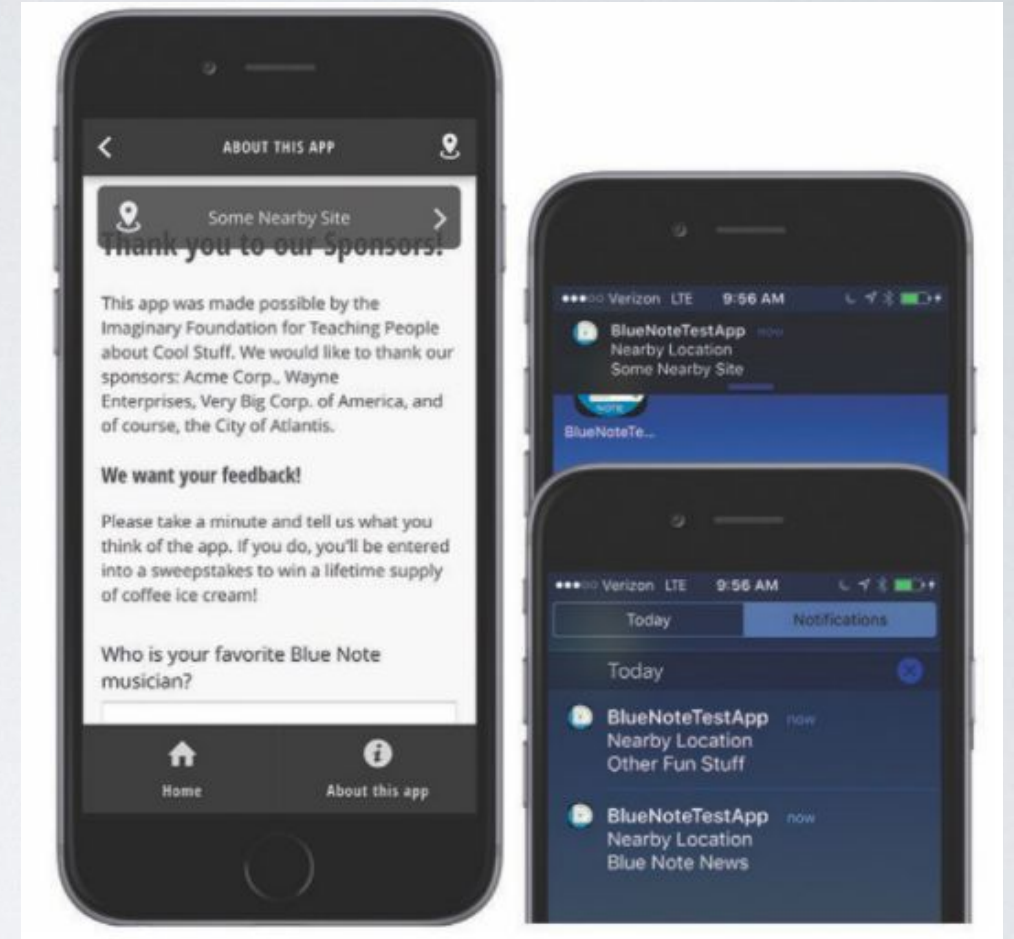 ABOUT THIS APP
Some Nearby Site
Thank you to our Sponsors!
This app was made possible by the
Imaginary Foundation for Teaching People
about Cool Stuff. We would like to thank our
sponsors: Acme Corp., Wayne
Enterprises, Very Big Corp. of America, and
of course, the City of Atlantis.
We want your feedback!
Please take a minute and tell us what you
think of the app. If you do, you'll be entered
into a sweepstakes to win a lifetime supply
of coffee ice cream!
Who is your favorite Blue Note
musician?
Home
About this app
Verizon LTE 9:56 AM
BlueNoteTestApp now
Nearby Location
Some Nearby Site
NOTE
BlueNoteTe...
Verizon LTE 9:56 AM
Today
Notifications
Today
BlueNoteTestApp now
Nearby Location
Other Fun Stuff
BlueNoteTestApp now
Nearby Location
Blue Note News